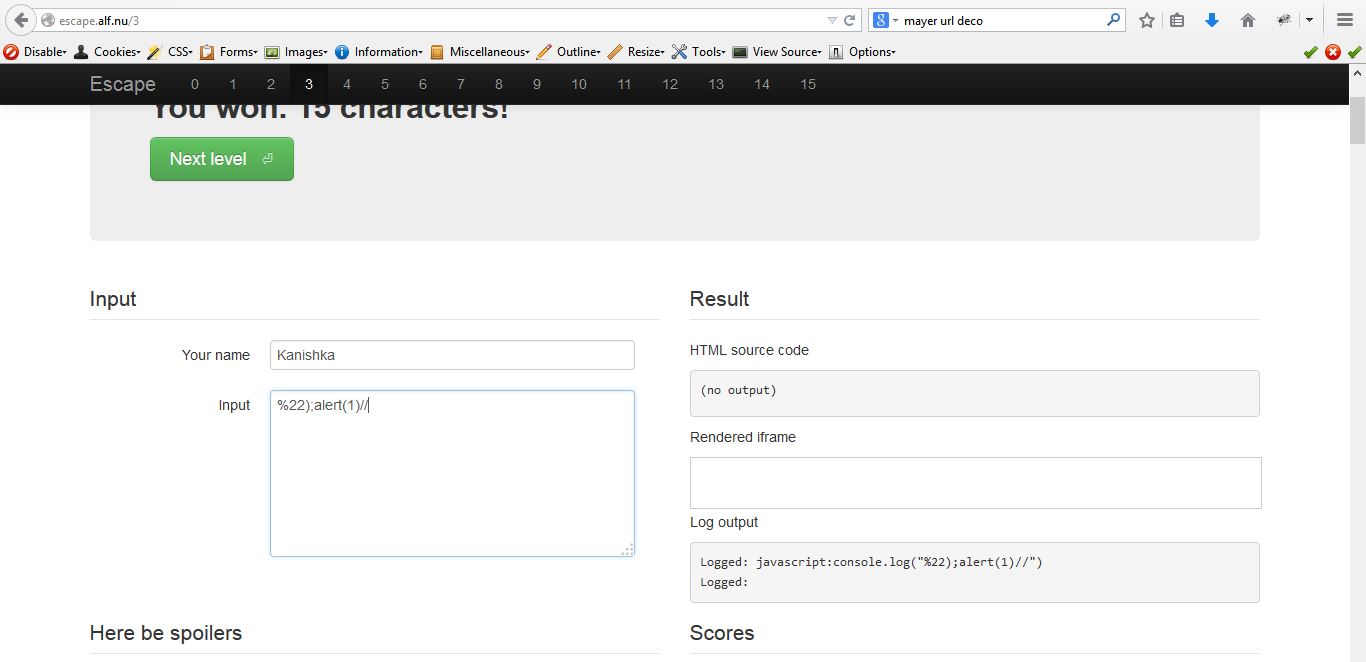 escape.alf.nu/3
mayer url deco
Disable Cookies CSS Forms Images Information Miscellaneous Outline Resize Tools View Source Options
Escape 0 1 2 3 4 5 6 7 8 9 10 11 12 13 14 15
You won! 15 characters!
Next level
Input
Your name Kanishka
Input %22);alert(1)//
Result
HTML source code
(no output)
Rendered iframe
Log output
Logged: javascript:console.log("%22);alert(1)//")
Logged:
Here be spoilers
Scores